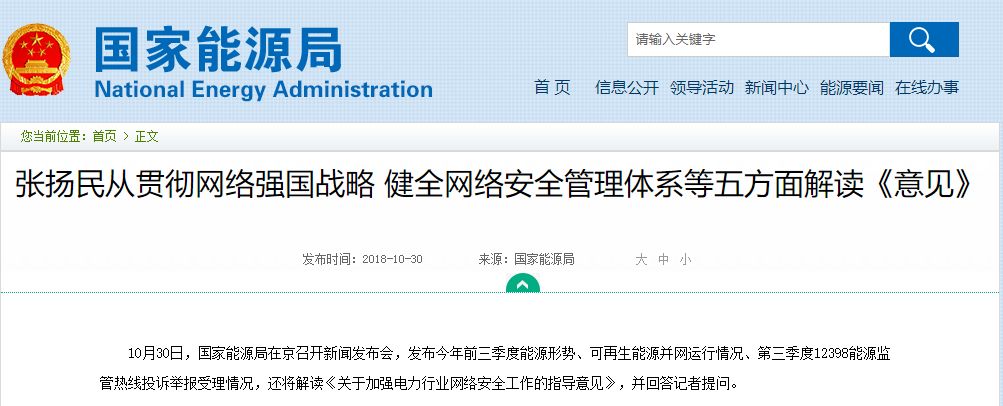 国家能源局
National Energy Administration
请输入关键字
首 页 信息公开 领导活动 新闻中心 能源要闻 在线办事
您当前位置：首页 > 正文
张扬民从贯彻网络强国战略 健全网络安全管理体系等五方面解读《意见》
发布时间：2018-10-30 来源：国家能源局 大 中 小
10月30日，国家能源局在京召开新闻发布会，发布今年前三季度能源形势、可再生能源并网运行情况、第三季度12398能源监
管热线投诉举报受理情况，还将解读《关于加强电力行业网络安全工作的指导意见》，并回答记者提问。